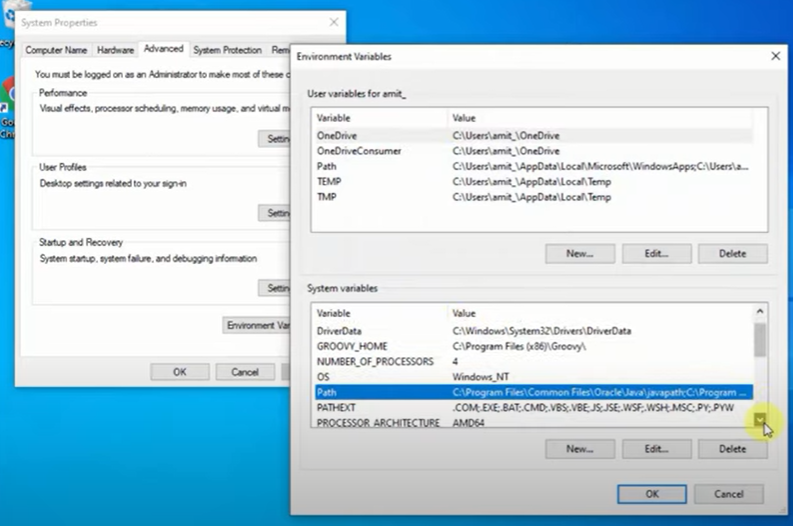 System Properties
Computer Name Hardware Advanced System Protection Rem
You must be logged on as an Administrator to make most of these c
Performance
Visual effects, processor scheduling, memory usage, and virtual m
Settin
User Profiles
Desktop settings related to your sign-in
Settin
Startup and Recovery
System startup, system failure, and debugging information
Settin
Environment Var
OK Cancel
Environment Variables
User variables for amit_
Variable Value
OneDrive C:\Users\amit_\OneDrive
OneDriveConsumer C:\Users\amit_\OneDrive
Path C:\Users\amit_\AppData\Local\Microsoft\WindowsApps;C:\Users\a...
TEMP C:\Users\amit_\AppData\Local\Temp
TMP C:\Users\amit_\AppData\Local\Temp
New... Edit... Delete
System variables
Variable Value
DriverData C:\Windows\System32\Drivers\DriverData
GROOVY_HOME C:\Program Files (x86)\Groovy\
NUMBER_OF_PROCESSORS 4
OS Windows_NT
Path C:\Program Files\Common Files\Oracle\Java\javapath;C:\Program ...
PATHEXT .COM;.EXE;.BAT;.CMD;.VBS;.VBE;.JS;.JSE;.WSF;.WSH;.MSC;.PY;.PYW
PROCESSOR_ARCHITECTURE AMD64
New... Edit... Delete
OK Cancel